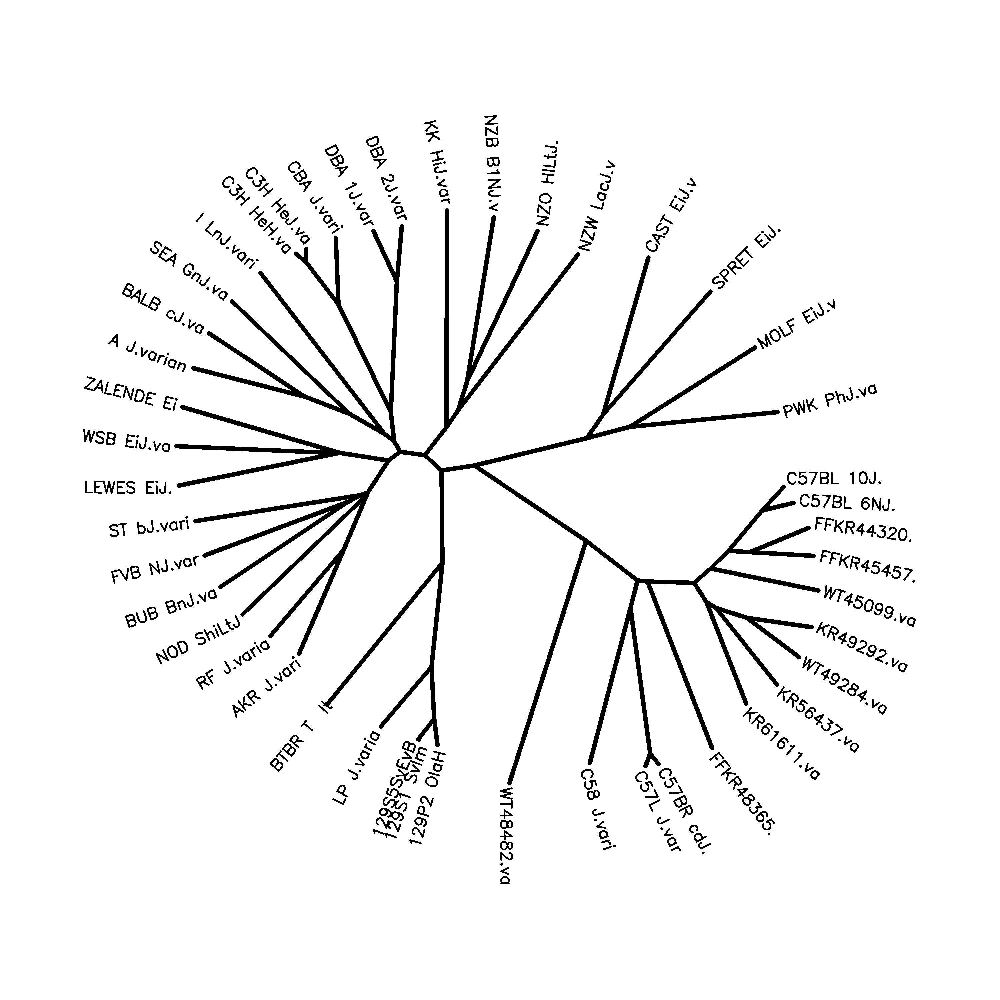 KK HiJ.var
NZB B1NJ.v
NZO HILtJ.
NZW LacJ.v
CAST EiJ.v
SPRET EiJ.
MOLF EiJ.v
PWK PhJ.va
C57BL 10J.
C57BL 6NJ.
FFKR44320.
FFKR45457.
WT45099.va
KR49292.va
WT49284.va
KR56437.va
KR61611.va
FFKR48365.
C57BR cdJ.
C57L J.var
C58 J.vari
WT48482.va
129P2 OlaH
129S1 SvIm
129S5SvEvB
LP J.varia
BTBR T It
AKR J.vari
RF J.varia
NOD ShiLtJ
BUB BnJ.va
FVB NJ.var
ST bJ.vari
LEWES EiJ.
WSB EiJ.va
ZALENDE Ei
A J.varian
BALB cJ.va
SEA GnJ.va
I LnJ.vari
C3H HeH.va
C3H HeJ.va
CBA J.vari
DBA 1J.var
DBA 2J.var